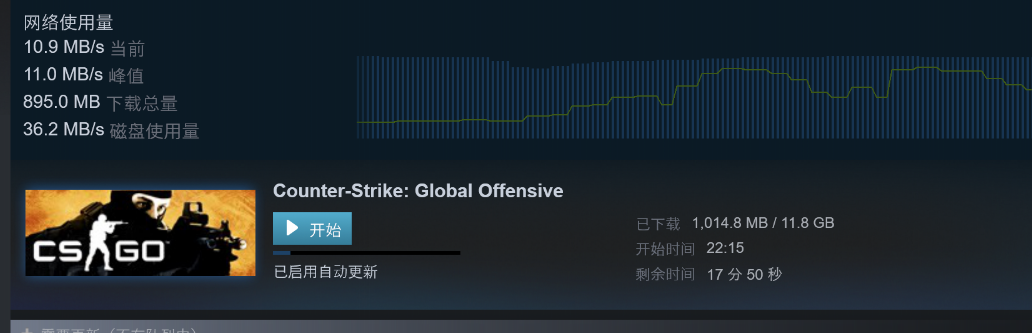 网络使用量
10.9 MB/s 当前
11.0 MB/s 峰值
895.0 MB 下载总量
36.2 MB/s 磁盘使用量
CS GO
Counter-Strike: Global Offensive
开始
已启用自动更新
已下载 1,014.8 MB / 11.8 GB
开始时间 22:15
剩余时间 17 分 50 秒